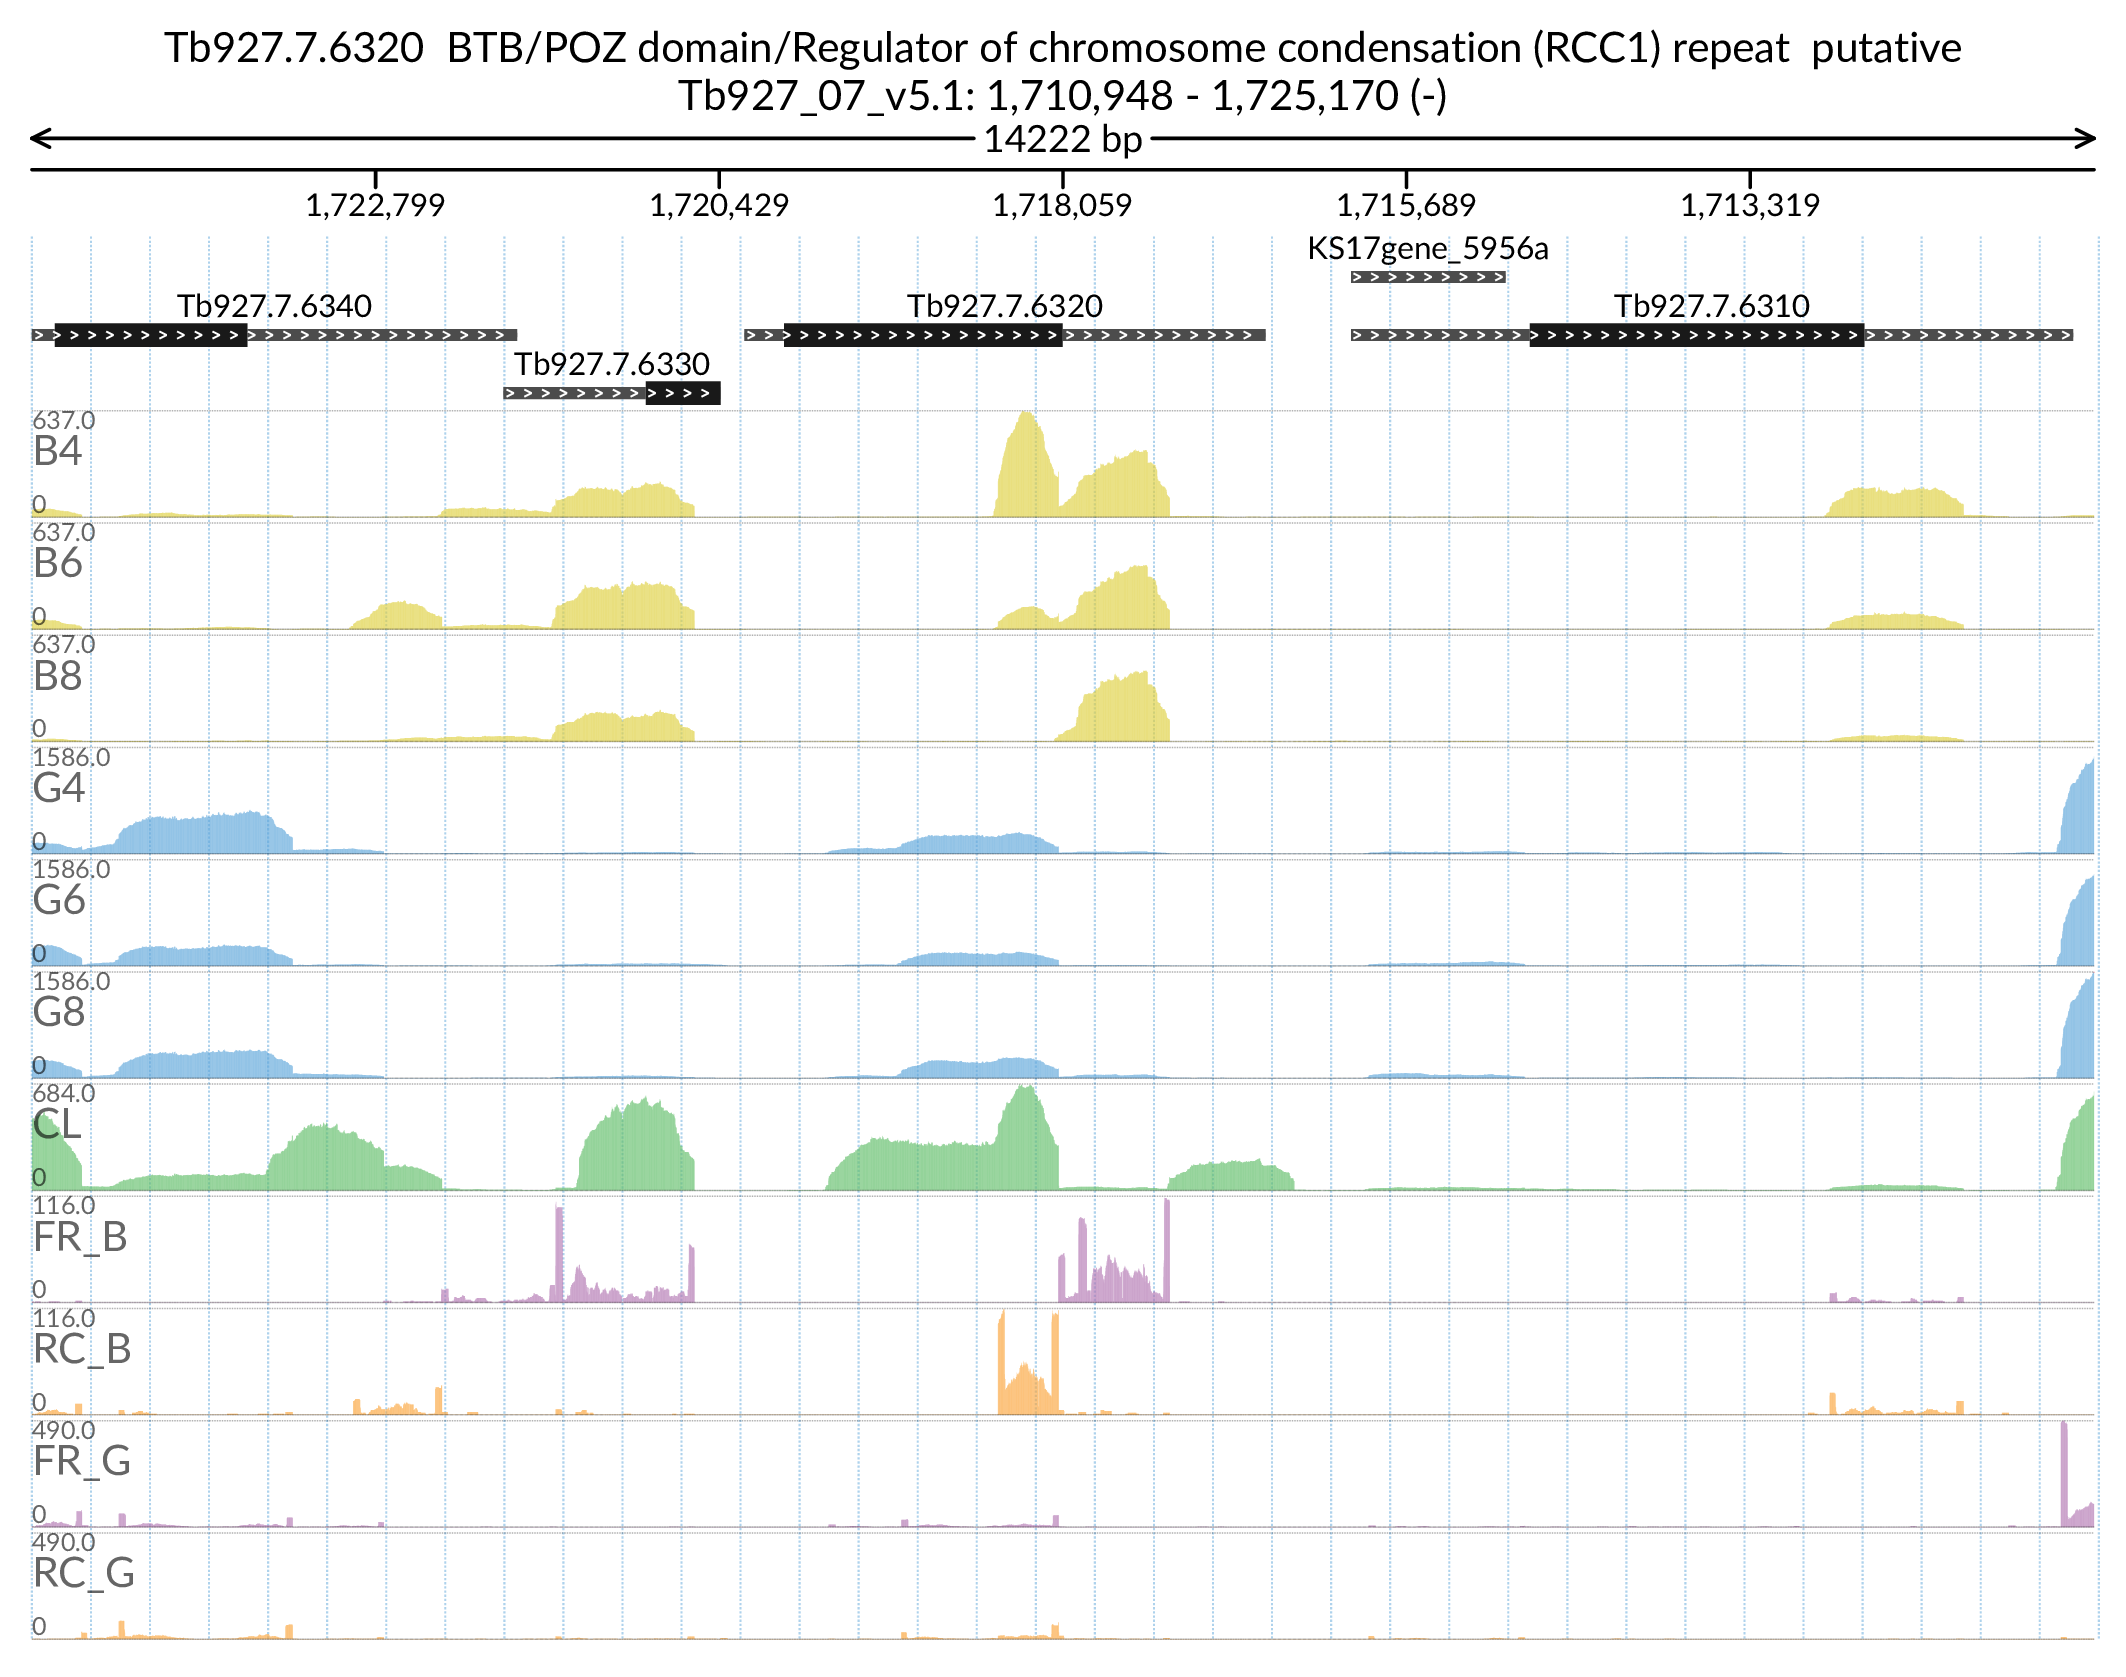 Tb927.7.6320  BTB/POZ domain/Regulator of chromosome condensation (RCC1) repeat  putative
Tb927_07_v5.1: 1,710,948 - 1,725,170 (-)
14222 bp
1,722,799 1,720,429 1,718,059 1,715,689 1,713,319
KS17gene_5956a
Tb927.7.6340 Tb927.7.6320 Tb927.7.6310
Tb927.7.6330
637.0
B4
0
637.0
B6
0
637.0
B8
0
1586.0
G4
0
1586.0
G6
0
1586.0
G8
0
684.0
CL
0
116.0
FR_B
0
116.0
RC_B
0
490.0
FR_G
0
490.0
RC_G
0